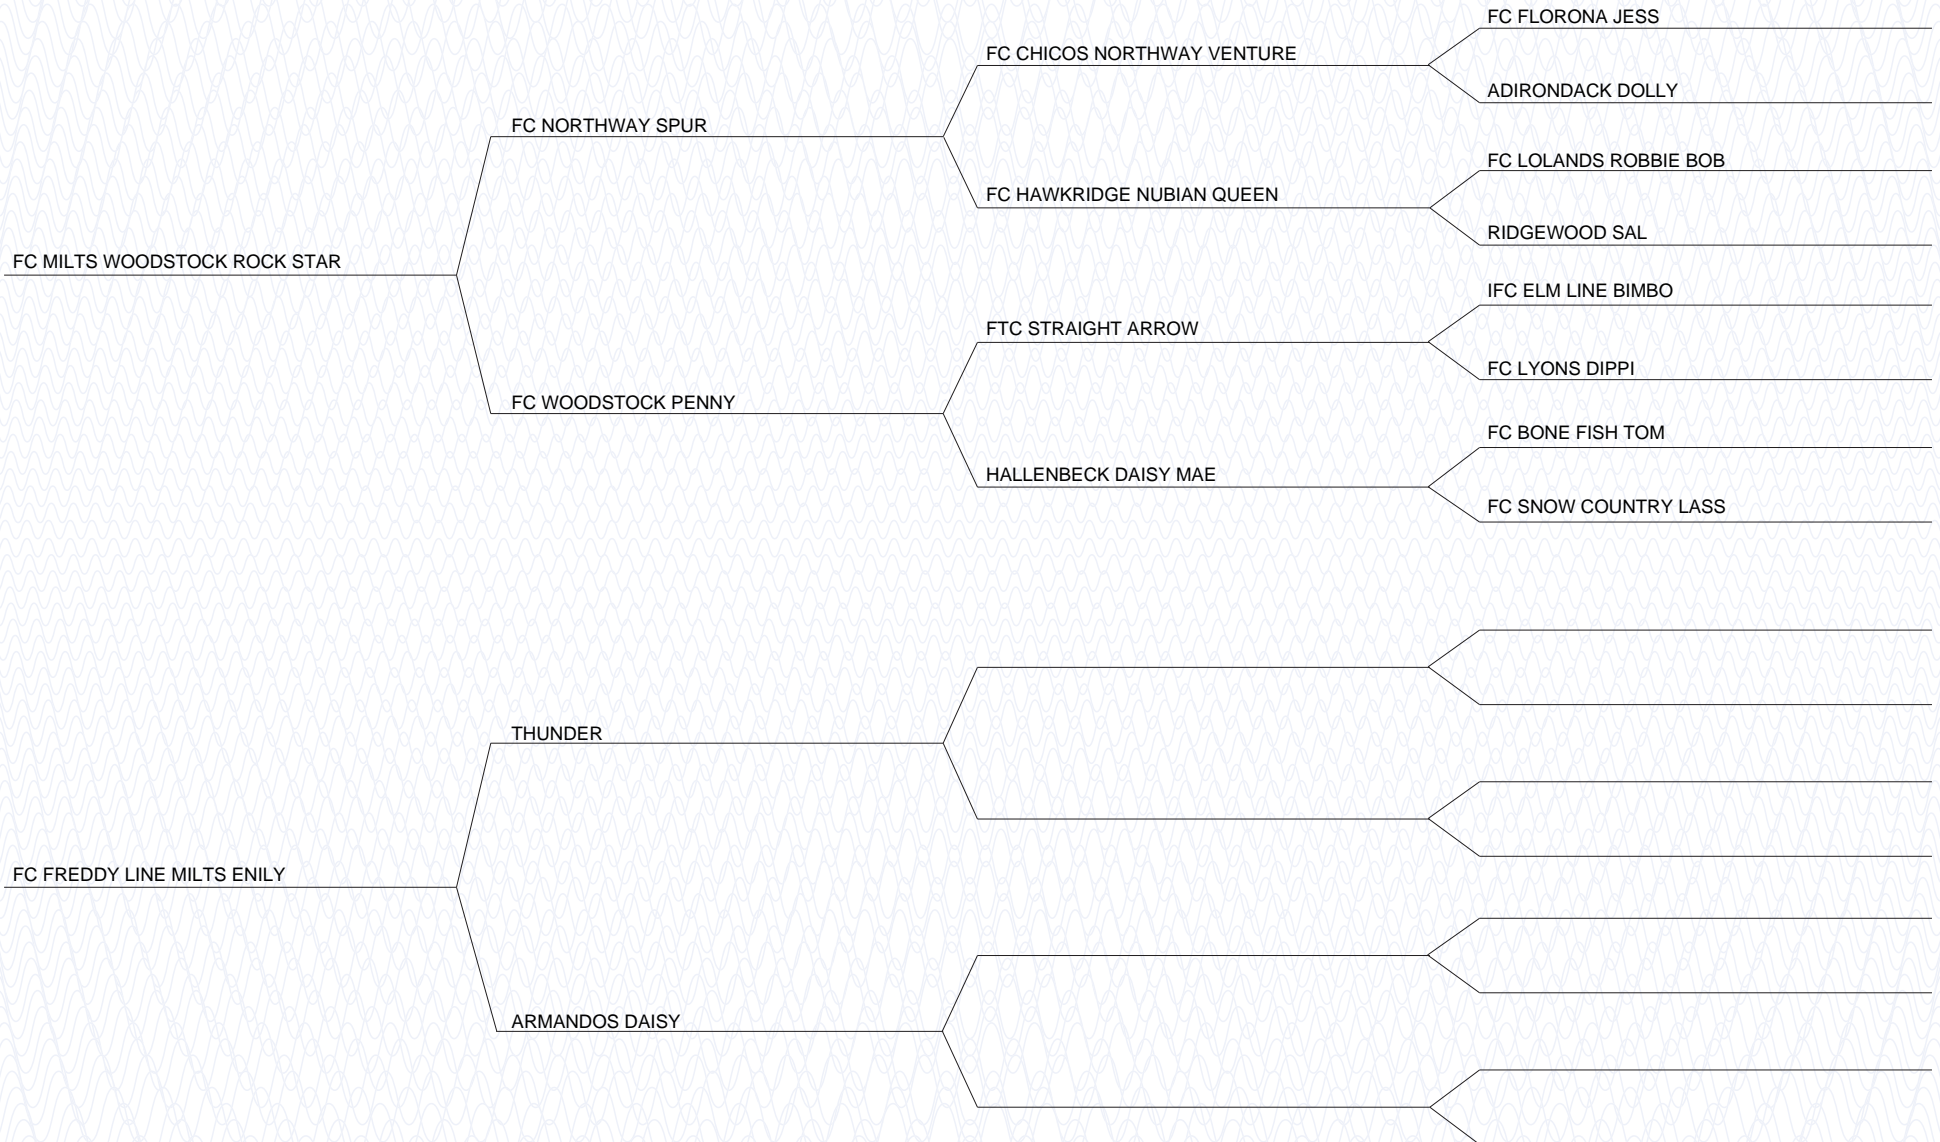 FC FLORONA JESS
FC CHICOS NORTHWAY VENTURE
ADIRONDACK DOLLY
FC NORTHWAY SPUR
FC LOLANDS ROBBIE BOB
FC HAWKRIDGE NUBIAN QUEEN
RIDGEWOOD SAL
FC MILTS WOODSTOCK ROCK STAR
IFC ELM LINE BIMBO
FTC STRAIGHT ARROW
FC LYONS DIPPI
FC WOODSTOCK PENNY
FC BONE FISH TOM
HALLENBECK DAISY MAE
FC SNOW COUNTRY LASS
THUNDER
FC FREDDY LINE MILTS ENILY
ARMANDOS DAISY